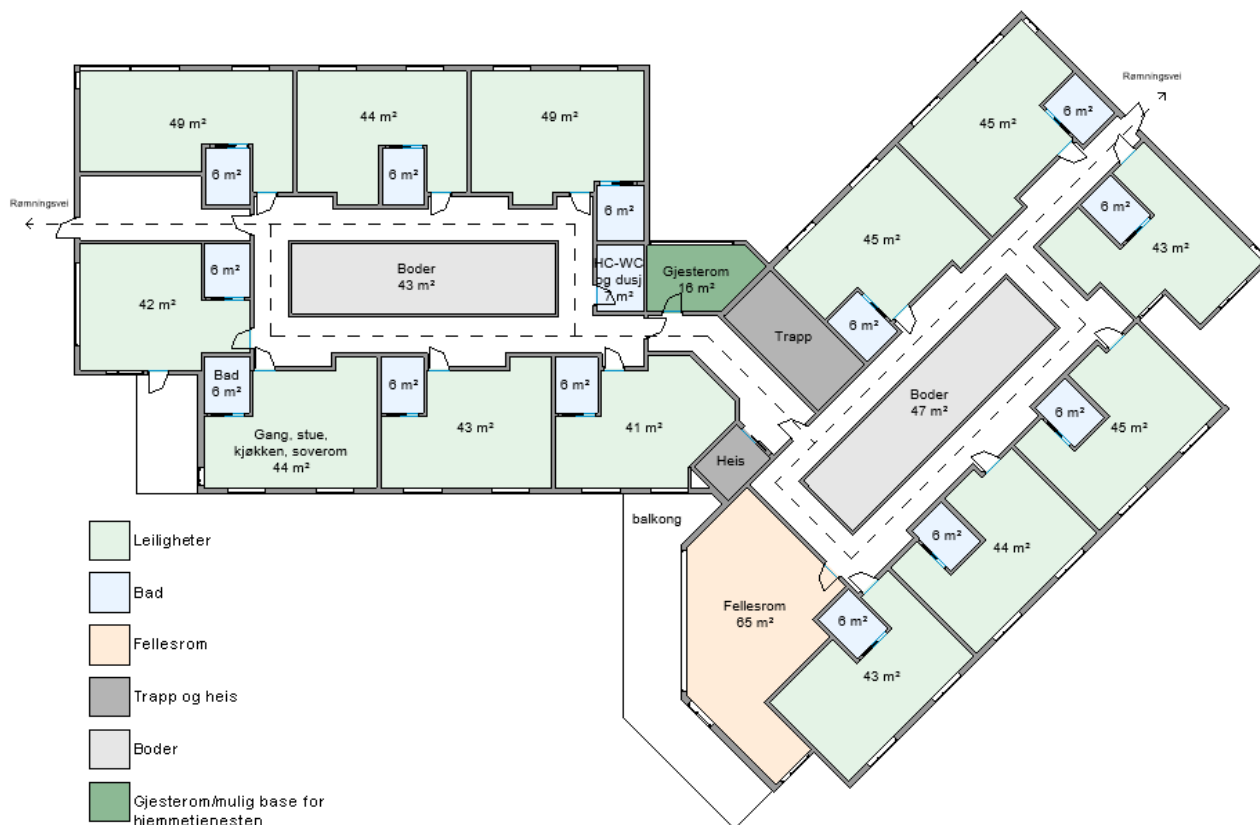 Rømningsvei
49 m²
44 m²
49 m²
45 m²
6 m²
6 m²
6 m²
6 m²
6 m²
43 m²
Rømningsvei
6 m²
42 m²
Boder
43 m²
HC-WC
og dusj
7 m²
Gjesterom
16 m²
45 m²
6 m²
Trapp
Bad
6 m²
6 m²
6 m²
Gang, stue,
kjøkken, soverom
44 m²
43 m²
41 m²
Heis
Boder
47 m²
6 m²
45 m²
balkong
6 m²
44 m²
Fellesrom
65 m²
6 m²
43 m²
Leiligheter
Bad
Fellesrom
Trapp og heis
Boder
Gjesterom/mulig base for
hjemmetjenesten